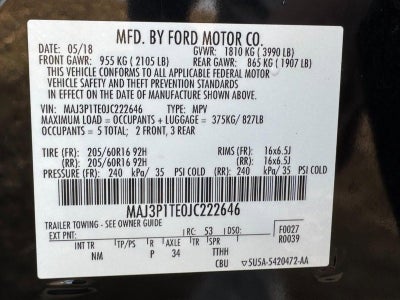 MFD. BY FORD MOTOR CO.
DATE: 05/18 GVWR: 1810 KG ( 3990 LB)
FRONT GAWR: 955 KG ( 2105 LB) REAR GAWR: 865 KG ( 1907 LB)
THIS VEHICLE CONFORMS TO ALL APPLICABLE FEDERAL MOTOR
VEHICLE SAFETY AND THEFT PREVENTION STANDARDS
IN EFFECT ON THE DATE OF MANUFACTURE SHOWN ABOVE.
VIN: MAJ3P1TE0JC222646 TYPE: MPV
MAXIMUM LOAD = OCCUPANTS + LUGGAGE = 375KG/ 827LB
OCCUPANTS = 5 TOTAL; 2 FRONT, 3 REAR
TIRE (FR): 205/60R16 92H RIMS (FR): 16x6.5J
(RR): 205/60R16 92H (RR): 16x6.5J
PRESSURE (FR): 240 kPa/ 35 PSI COLD (RR): 240 kPa/ 35 PSI COLD
MAJ3P1TE0JC222646
TRAILER TOWING - SEE OWNER GUIDE
EXT PNT: RC: 53 DSO: F0027
R0039
INT TR TP/PS R AXLE TR SPR
NM P 34 TTHH
CBU ▽5U5A-5420472-AA